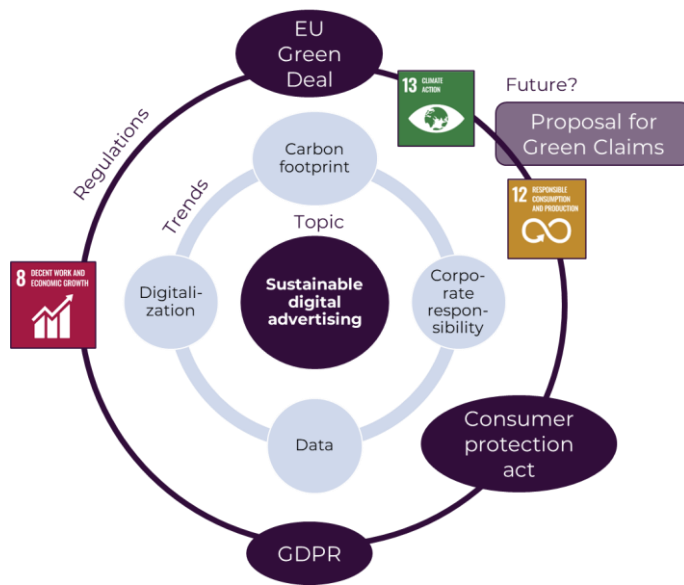 EU
Green
Deal
13 CLIMATE
ACTION
Future?
Proposal for
Green Claims
Regulations
Carbon
footprint
Trends
Topic
12 RESPONSIBLE
CONSUMPTION
AND PRODUCTION
8 DECENT WORK AND
ECONOMIC GROWTH
Digitali-
zation
Sustainable
digital
advertising
Corpo-
rate
respon-
sibility
Data
Consumer
protection
act
GDPR